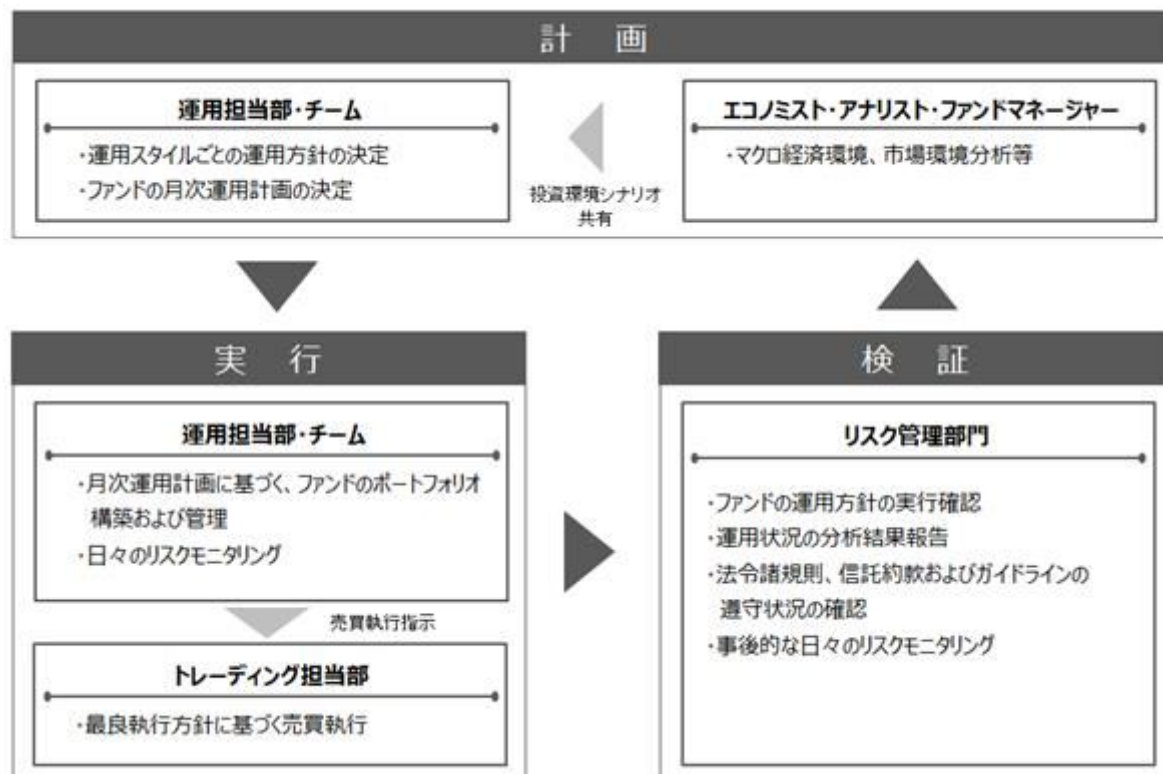 計 画
運用担当部・チーム
・運用スタイルごとの運用方針の決定
・ファンドの月次運用計画の決定
投資環境シナリオ
共有
エコノミスト・アナリスト・ファンドマネージャー
・マクロ経済環境、市場環境分析等
実 行
運用担当部・チーム
・月次運用計画に基づく、ファンドのポートフォリオ
構築および管理
・日々のリスクモニタリング
売買執行指示
トレーディング担当部
・最良執行方針に基づく売買執行
検 証
リスク管理部門
・ファンドの運用方針の実行確認
・運用状況の分析結果報告
・法令諸規則、信託約款およびガイドラインの
遵守状況の確認
・事後的な日々のリスクモニタリング